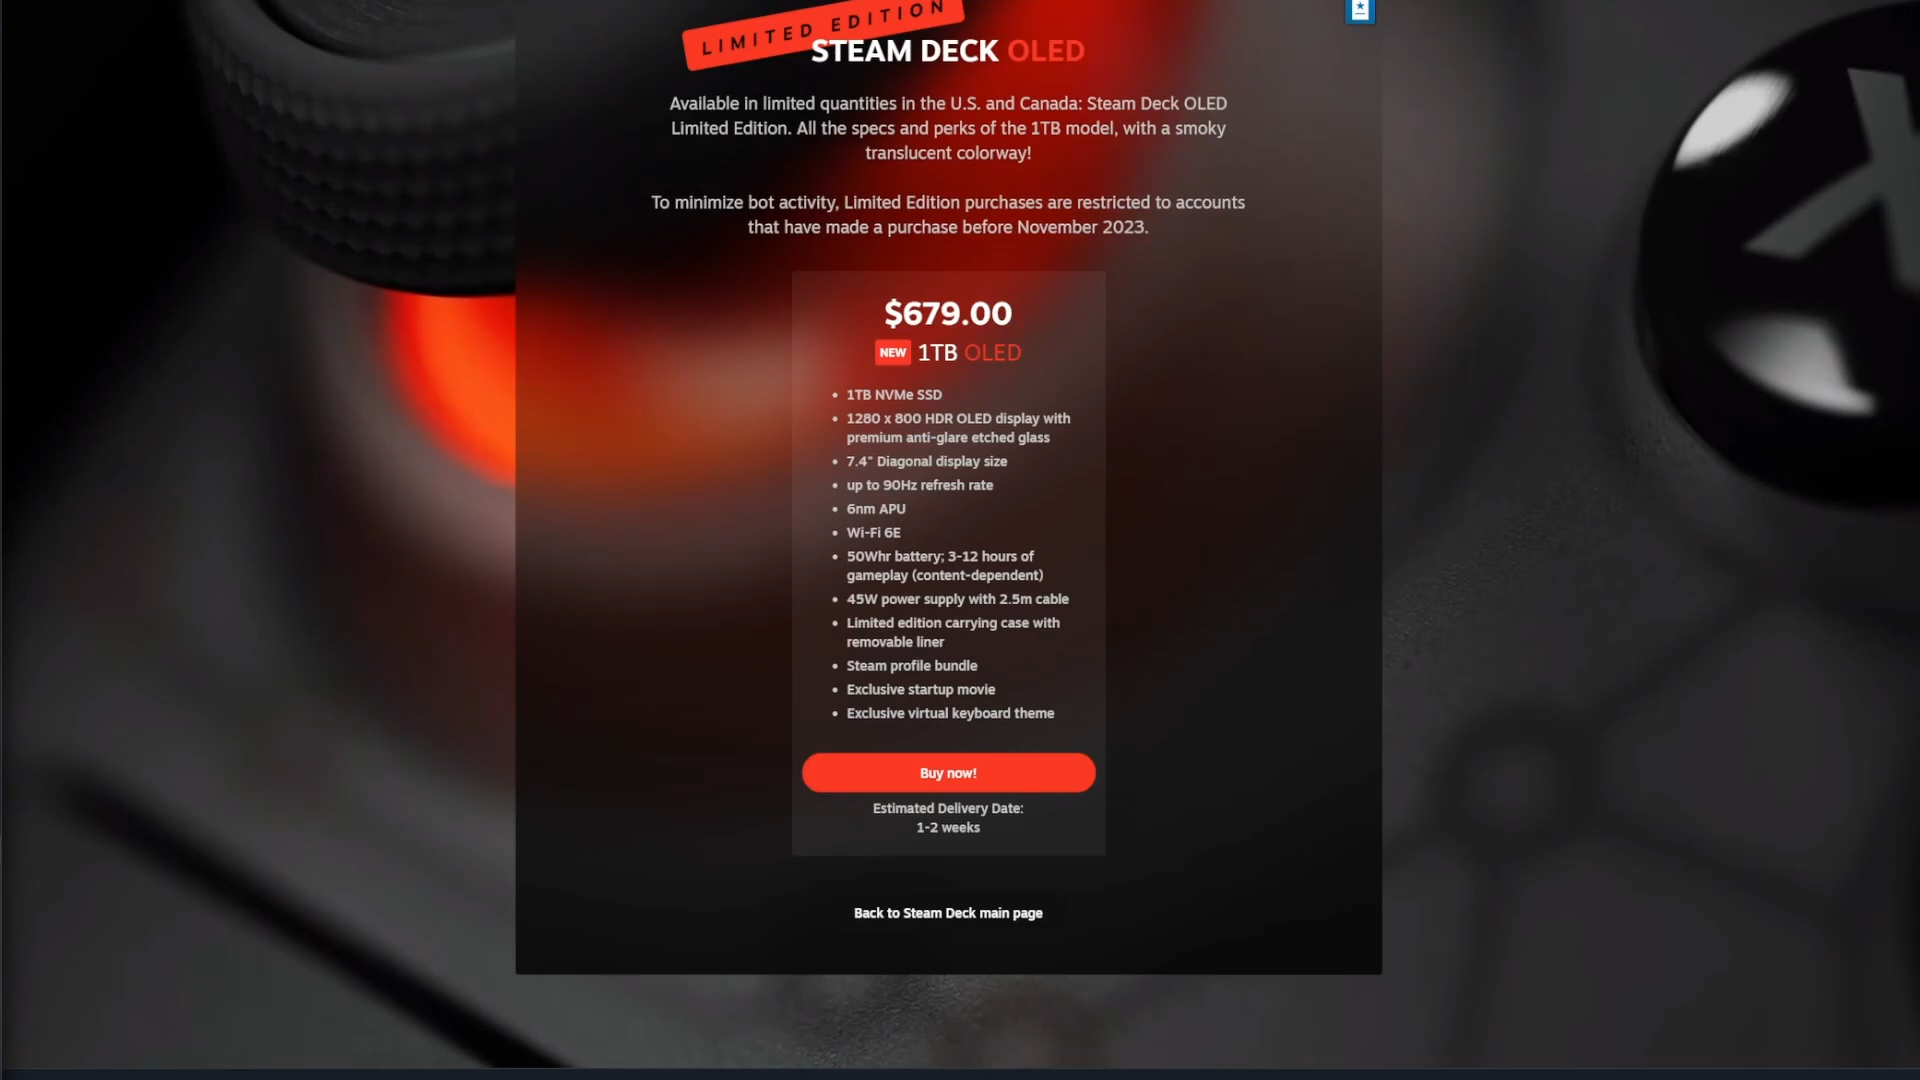 LIMITED EDITION
STEAM DECK OLED
Available in limited quantities in the U.S. and Canada: Steam Deck OLED
Limited Edition. All the specs and perks of the 1TB model, with a smoky
translucent colorway!
To minimize bot activity, Limited Edition purchases are restricted to accounts
that have made a purchase before November 2023.
$679.00
NEW 1TB OLED
• 1TB NVMe SSD
• 1280 x 800 HDR OLED display with
premium anti-glare etched glass
• 7.4" Diagonal display size
• up to 90Hz refresh rate
• 6nm APU
• Wi-Fi 6E
• 50Whr battery; 3-12 hours of
gameplay (content-dependent)
• 45W power supply with 2.5m cable
• Limited edition carrying case with
removable liner
• Steam profile bundle
• Exclusive startup movie
• Exclusive virtual keyboard theme
Buy now!
Estimated Delivery Date:
1-2 weeks
Back to Steam Deck main page